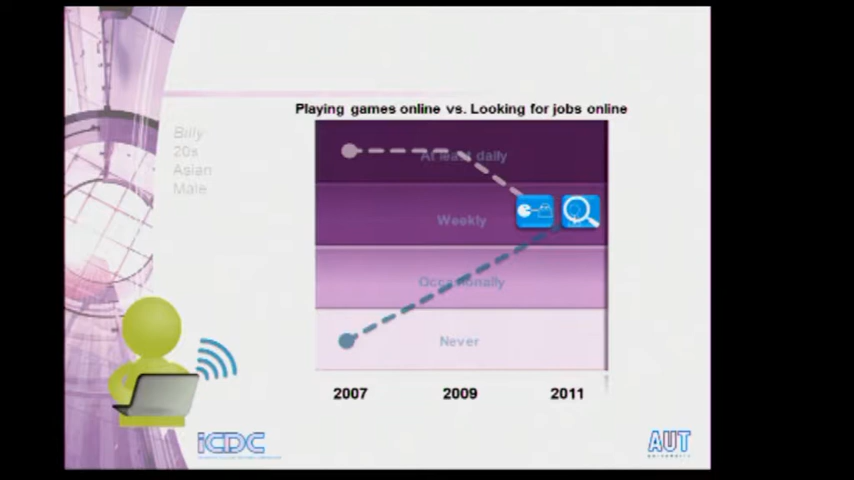 Playing games online vs. Looking for jobs online
Billy
20s
Asian
Male
At least daily
Weekly
Occasionally
Never
2007 2009 2011
iCDC
AUT
UNIVERSITY